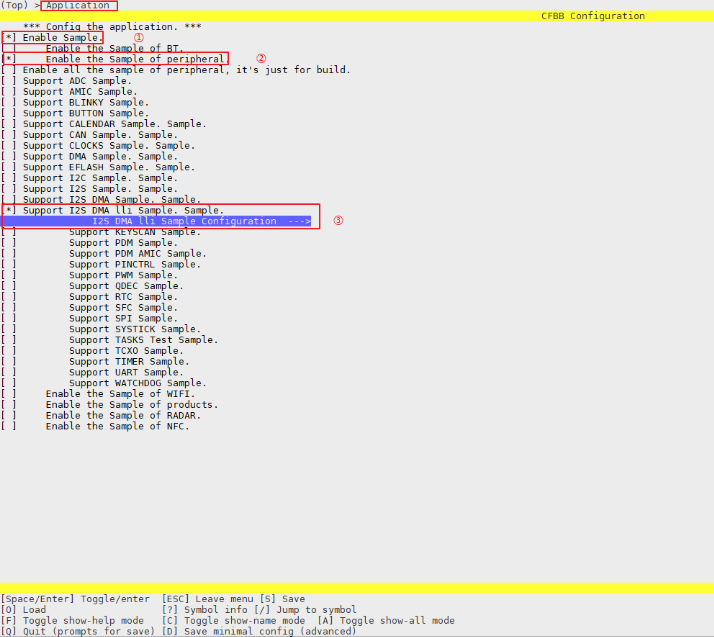 (Top) > Application
CFBB Configuration
*** Config the application. ***
[*] Enable Sample. ①
[ ] Enable the Sample of BT.
[*] Enable the Sample of peripheral. ②
[ ] Enable all the sample of peripheral, it's just for build.
[ ] Support ADC Sample.
[ ] Support AMIC Sample.
[ ] Support BLINKY Sample.
[ ] Support BUTTON Sample.
[ ] Support CALENDAR Sample. Sample.
[ ] Support CAN Sample. Sample.
[ ] Support CLOCKS Sample. Sample.
[ ] Support DMA Sample. Sample.
[ ] Support EFLASH Sample. Sample.
[ ] Support I2C Sample. Sample.
[ ] Support I2S Sample. Sample.
[ ] Support I2S DMA Sample. Sample.
[*] Support I2S DMA lli Sample. Sample.
I2S DMA lli Sample Configuration ---> ③
[ ] Support KEYSCAN Sample.
[ ] Support PDM Sample.
[ ] Support PDM AMIC Sample.
[ ] Support PINCTRL Sample.
[ ] Support PWM Sample.
[ ] Support QDEC Sample.
[ ] Support RTC Sample.
[ ] Support SFC Sample.
[ ] Support SPI Sample.
[ ] Support SYSTICK Sample.
[ ] Support TASKS Test Sample.
[ ] Support TCXO Sample.
[ ] Support TIMER Sample.
[ ] Support UART Sample.
[ ] Support WATCHDOG Sample.
[ ] Enable the Sample of WIFI.
[ ] Enable the Sample of products.
[ ] Enable the Sample of RADAR.
[ ] Enable the Sample of NFC.
[Space/Enter] Toggle/enter [ESC] Leave menu [S] Save
[O] Load [?] Symbol info [/] Jump to symbol
[F] Toggle show-help mode [C] Toggle show-name mode [A] Toggle show-all mode
[Q] Quit (prompts for save) [D] Save minimal config (advanced)